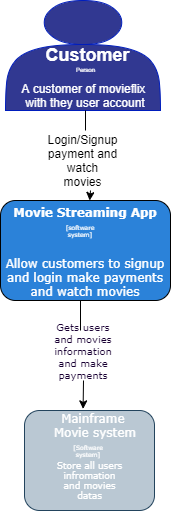 Customer
Person
A customer of movieflix
with they user account
Login/Signup
payment and
watch
movies
Movie Streaming App
[software
system]
Allow customers to signup
and login make payments
and watch movies
Gets users
and movies
information
and make
payments
Mainframe
Movie system
[Software
system]
Store all users
infromation
and movies
datas